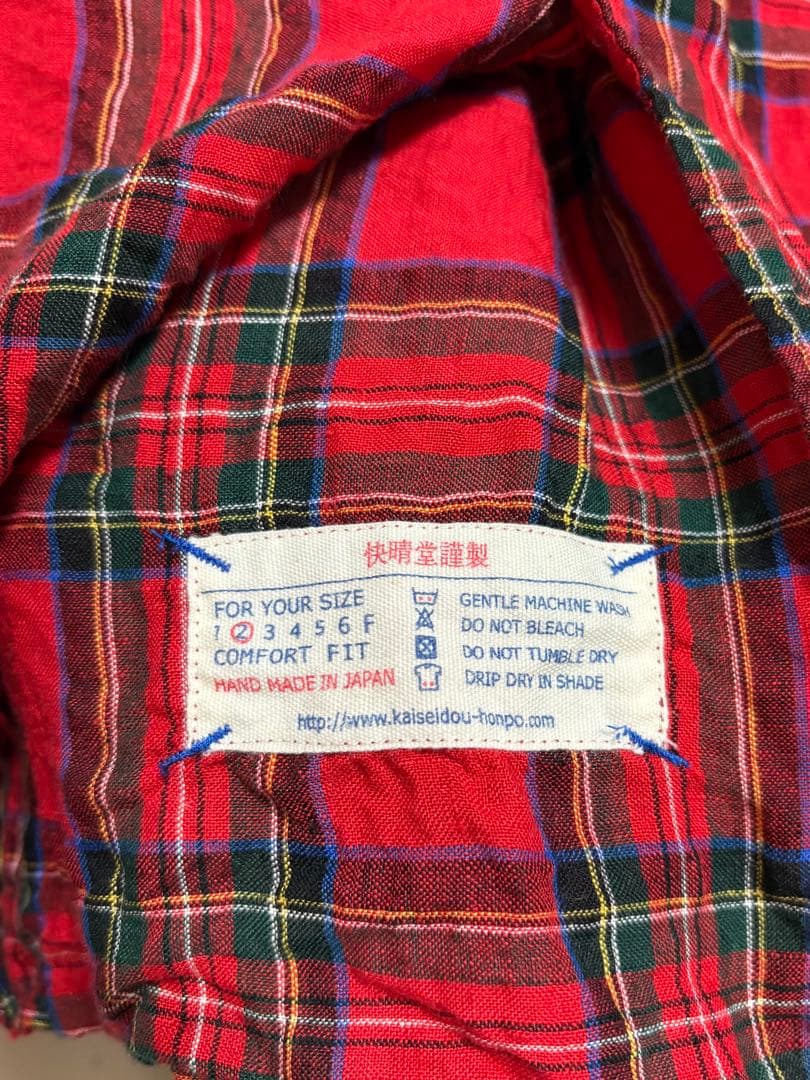 快晴堂謹製
FOR YOUR SIZE
1 2 3 4 5 6 F
COMFORT FIT
HAND MADE IN JAPAN
GENTLE MACHINE WASH
DO NOT BLEACH
DO NOT TUMBLE DRY
DRIP DRY IN SHADE
http://www.kaiseidou-honpo.com